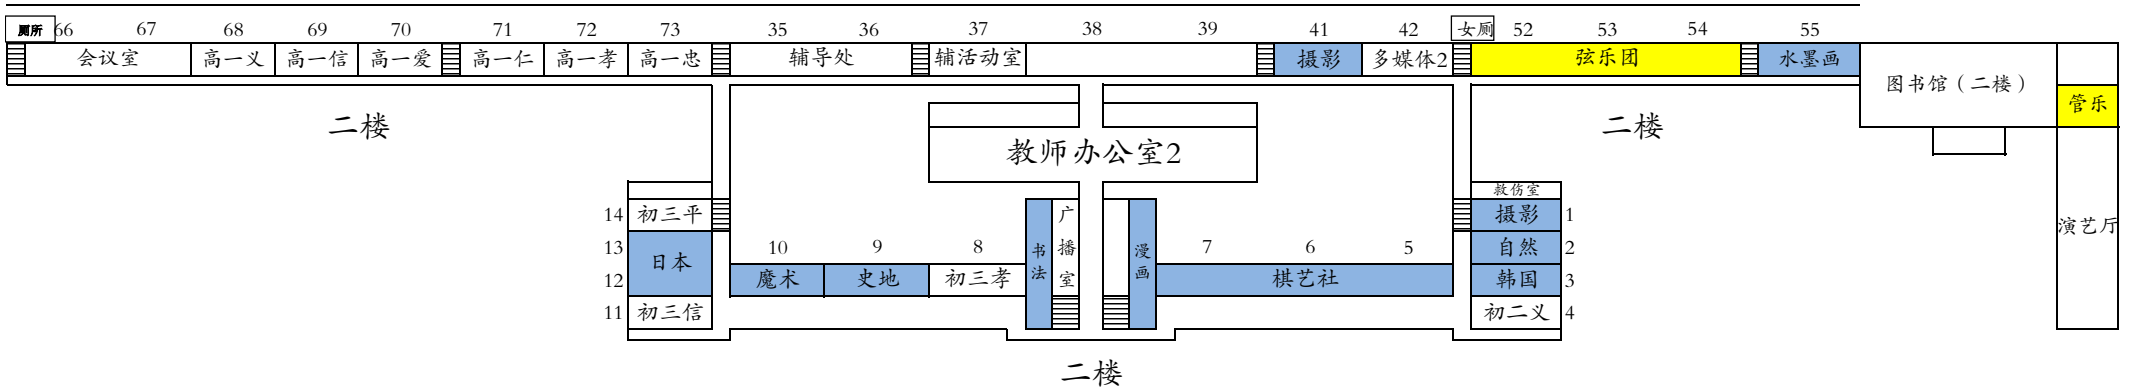 厕所 66 67 68 69 70 71 72 73 35 36 37 38 39 41 42 女厕 52 53 54 55
会议室 高一义 高一信 高一爱 高一仁 高一孝 高一忠 辅导处 辅活动室 摄影 多媒体2 弦乐团 水墨画
图书馆（二楼）
管乐
二楼 二楼
教师办公室2
救伤室
14 初三平 广播室 摄影 1
演艺厅
13 日本 10 9 8 书法 漫画 7 6 5 自然 2
12 魔术 史地 初三孝 棋艺社 韩国 3
11 初三信 初二义 4
二楼